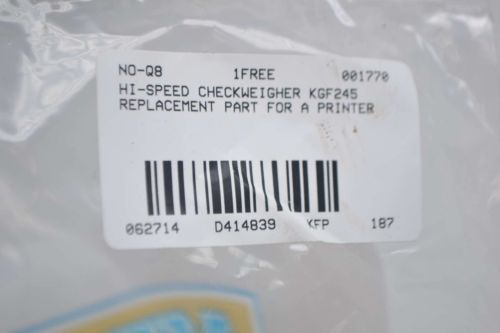 NO-Q8 1FREE 001770
HI-SPEED CHECKWEIGHER KGF245
REPLACEMENT PART FOR A PRINTER
062714 D414839 KFP 187